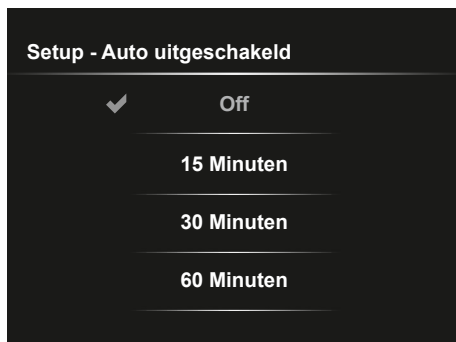 Setup - Auto uitgeschakeld
Off
15 Minuten
30 Minuten
60 Minuten